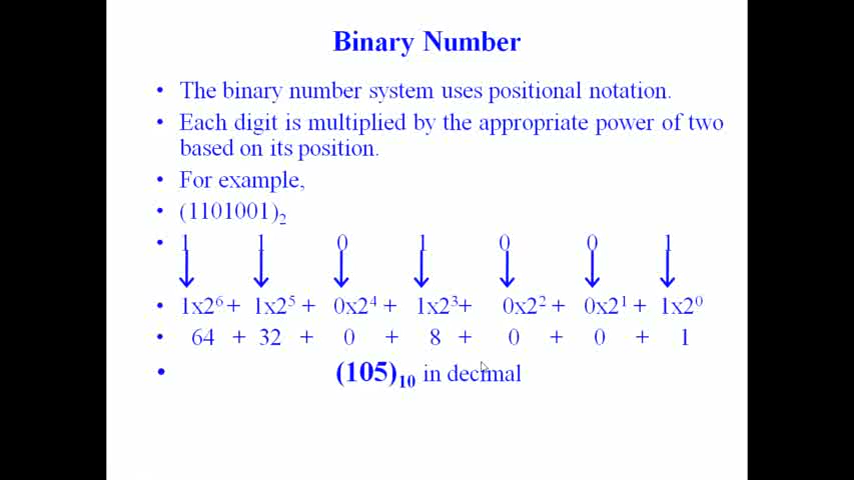 Binary Number
• The binary number system uses positional notation.
• Each digit is multiplied by the appropriate power of two
based on its position.
• For example,
• (1101001)₂
• 1 1 0 1 0 0 1
• 1x2⁶ + 1x2⁵ + 0x2⁴ + 1x2³ + 0x2² + 0x2¹ + 1x2⁰
• 64 + 32 + 0 + 8 + 0 + 0 + 1
• (105)₁₀ in decimal